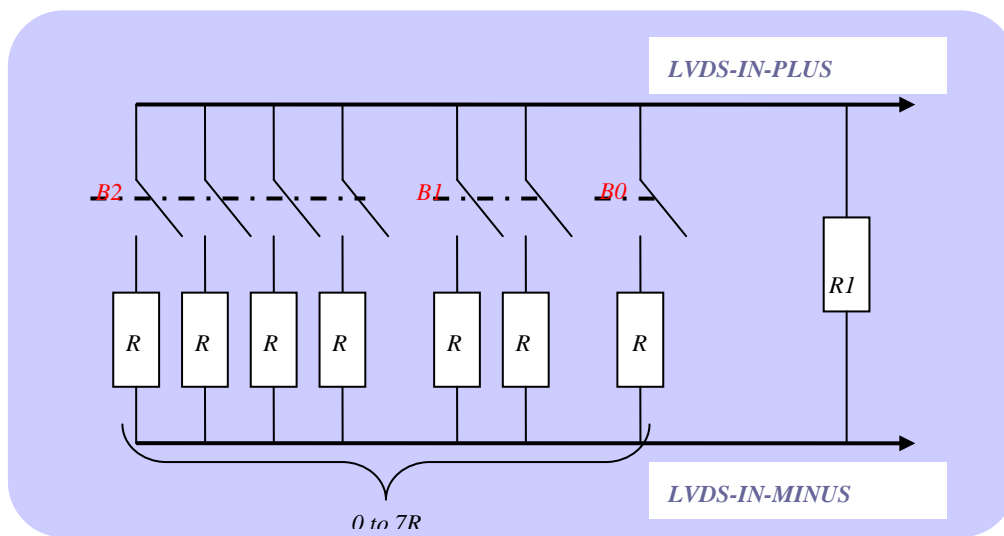 LVDS-IN-PLUS
B2 B1 B0
R1
R R R R R R R
LVDS-IN-MINUS
0 to 7R